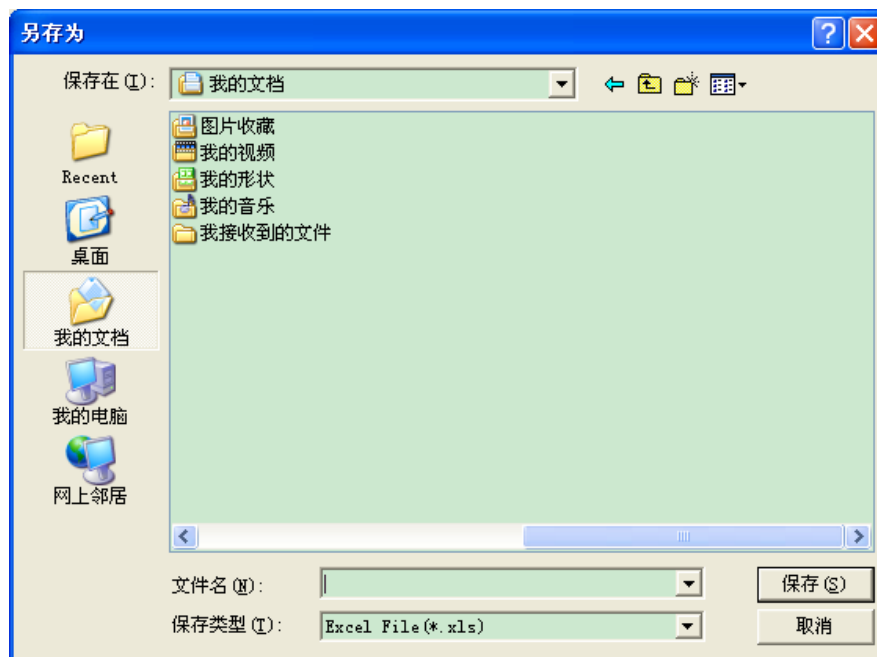 另存为
保存在(I):
我的文档
图片收藏
我的视频
我的形状
我的音乐
我接收到的文件
Recent
桌面
我的文档
我的电脑
网上邻居
文件名(N):
保存(S)
保存类型(T):
Excel File(*.xls)
取消